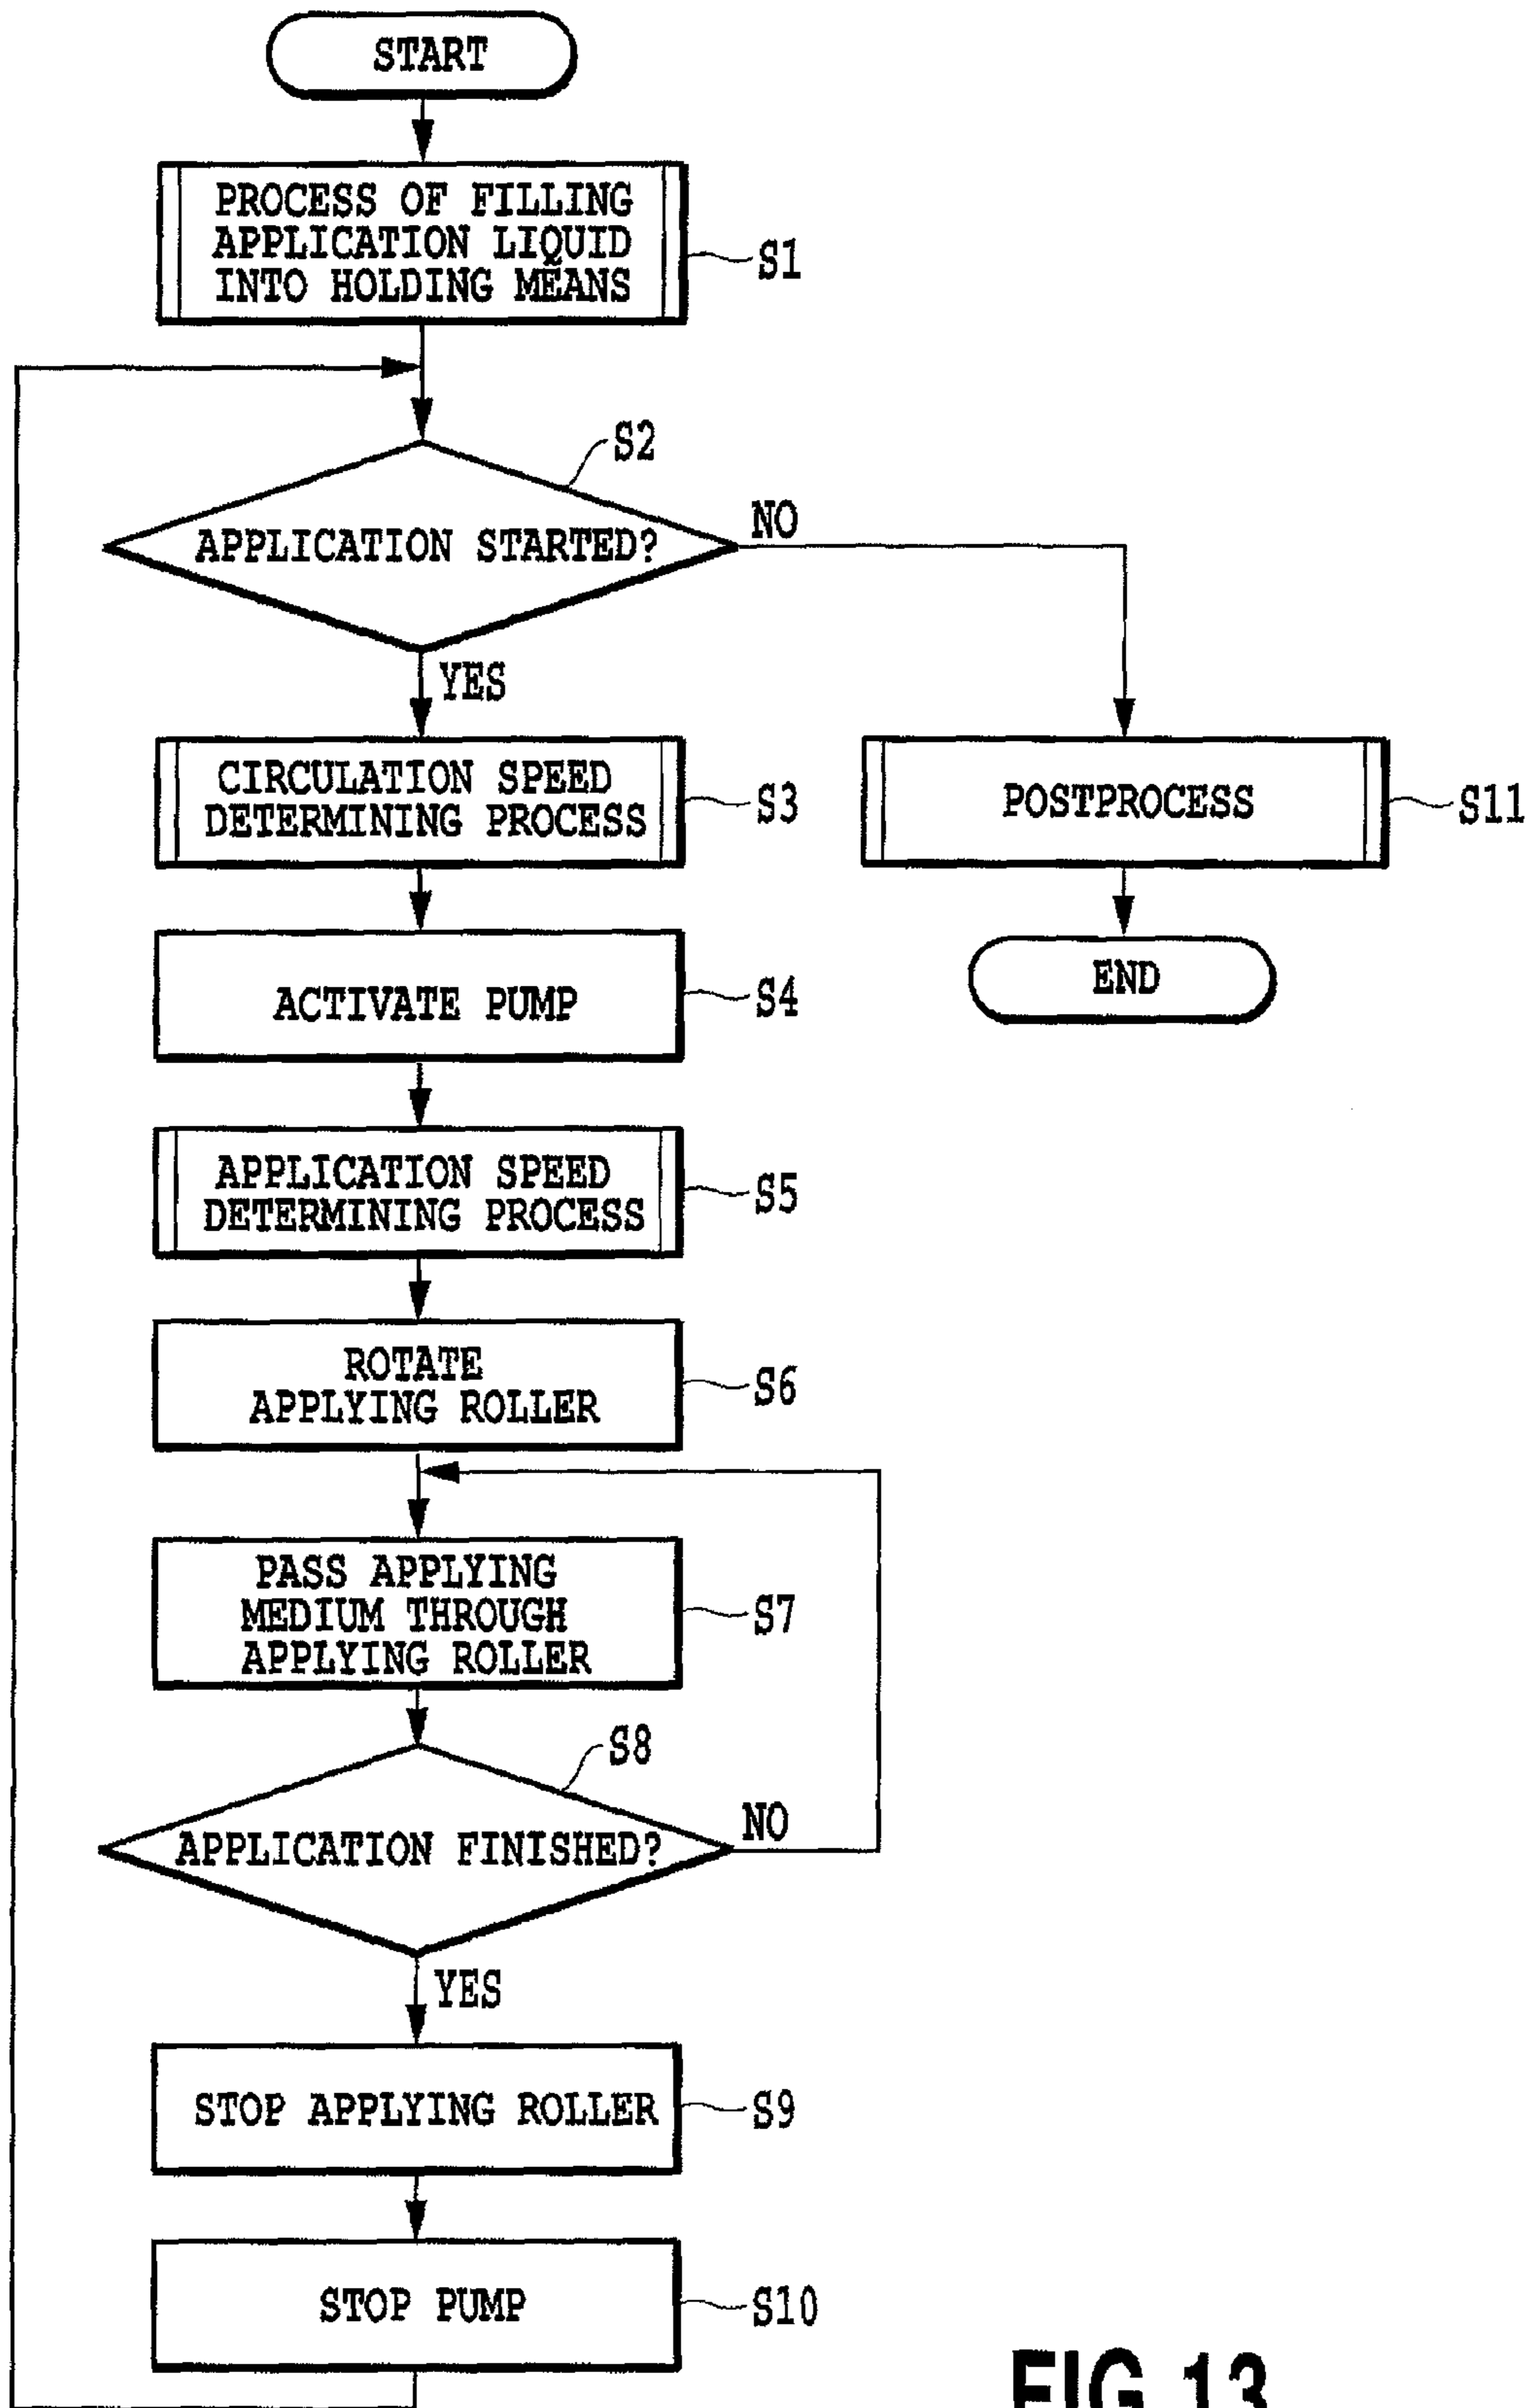 START
PROCESS OF FILLING
APPLICATION LIQUID
INTO HOLDING MEANS
S1
S2
APPLICATION STARTED?
NO
YES
CIRCULATION SPEED
DETERMINING PROCESS
S3
POSTPROCESS
S11
ACTIVATE PUMP
S4
END
APPLICATION SPEED
DETERMINING PROCESS
S5
ROTATE
APPLYING ROLLER
S6
PASS APPLYING
MEDIUM THROUGH
APPLYING ROLLER
S7
S8
APPLICATION FINISHED?
NO
YES
STOP APPLYING ROLLER
S9
STOP PUMP
S10
FIG.13